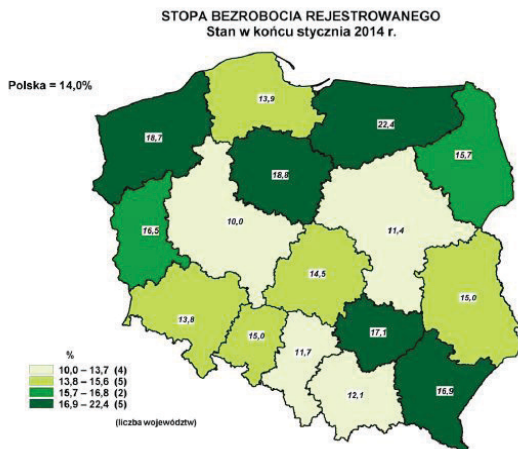 STOPA BEZROBOCIA REJESTROWANEGO
Stan w końcu stycznia 2014 r.
Polska = 14,0%
13,9
22,4
18,7
15,7
18,8
16,5
10,0
11,4
14,5
15,0
13,8
15,0
17,1
11,7
16,9
12,1
%
10,0 – 13,7 (4)
13,8 – 15,6 (5)
15,7 – 16,8 (2)
16,9 – 22,4 (5)
(liczba województw)